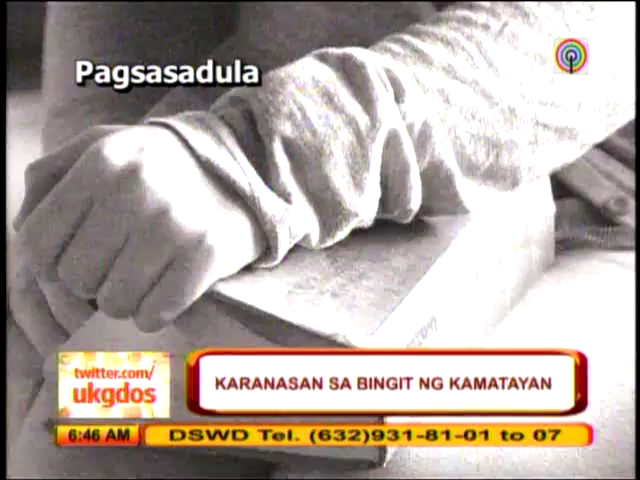 Pagsasadula
twitter.com/
ukgdos
KARANASAN SA BINGIT NG KAMATAYAN
6:46 AM
DSWD Tel. (632)931-81-01 to 07